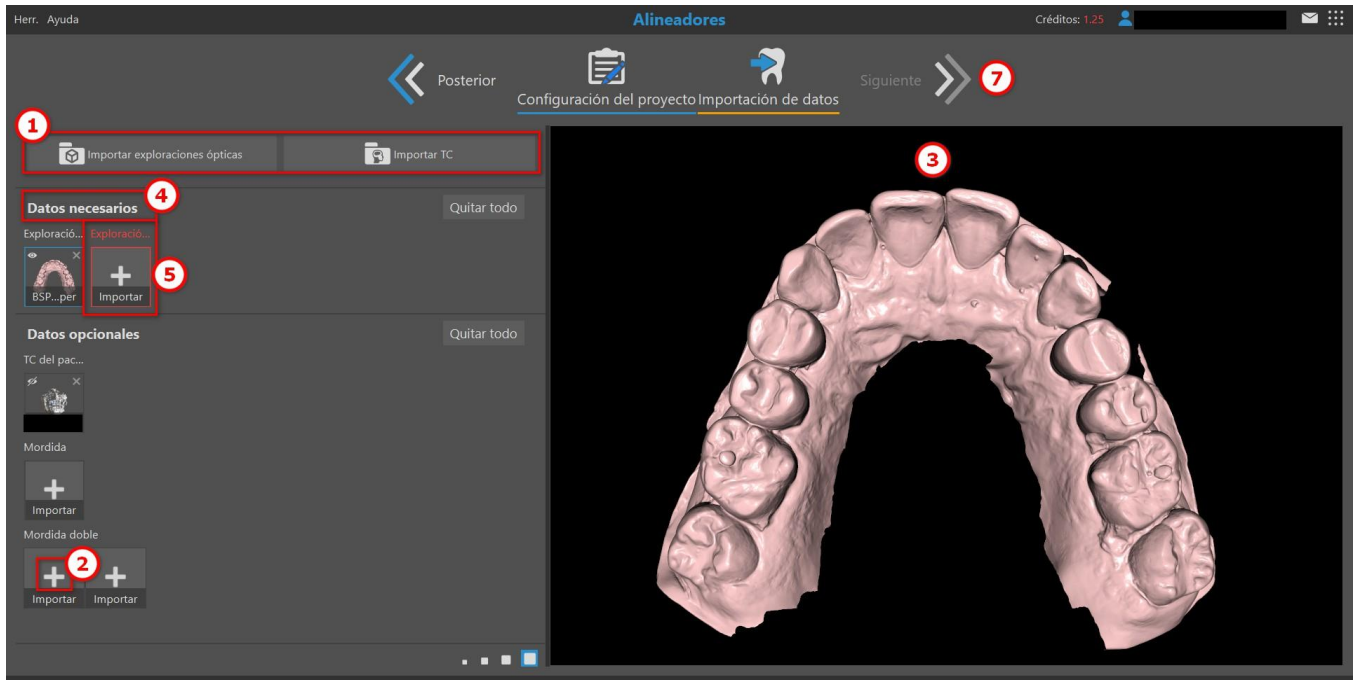 Herr. Ayuda
Alineadores
Créditos: 1.25
Posterior
Configuración del proyecto
Importación de datos
Siguiente
7
1
Importar exploraciones ópticas
Importar TC
3
4
Datos necesarios
Quitar todo
Exploració...
Exploració...
5
BSP...per
Importar
Datos opcionales
Quitar todo
TC del pac...
Mordida
Importar
Mordida doble
2
Importar
Importar